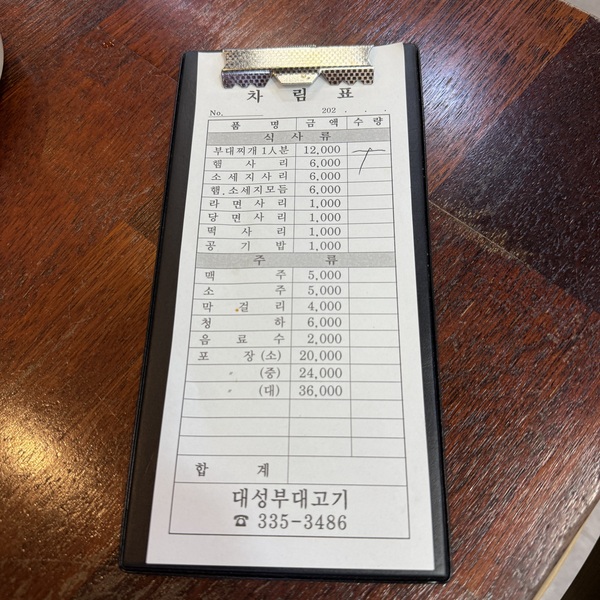 차 림 표
No. 202 . . .
품 명 금 액 수 량
식 사 류
부대찌개 1人분 12,000
햄 사 리 6,000
소 세 지 사 리 6,000
햄.소세지모듬 6,000
라 면 사 리 1,000
당 면 사 리 1,000
떡 사 리 1,000
공 기 밥 1,000
주 류
맥 주 5,000
소 주 5,000
막 걸 리 4,000
청 하 6,000
음 료 수 2,000
포 장 (소) 20,000
〃 (중) 24,000
〃 (대) 36,000
합 계
대성부대고기
☎ 335-3486